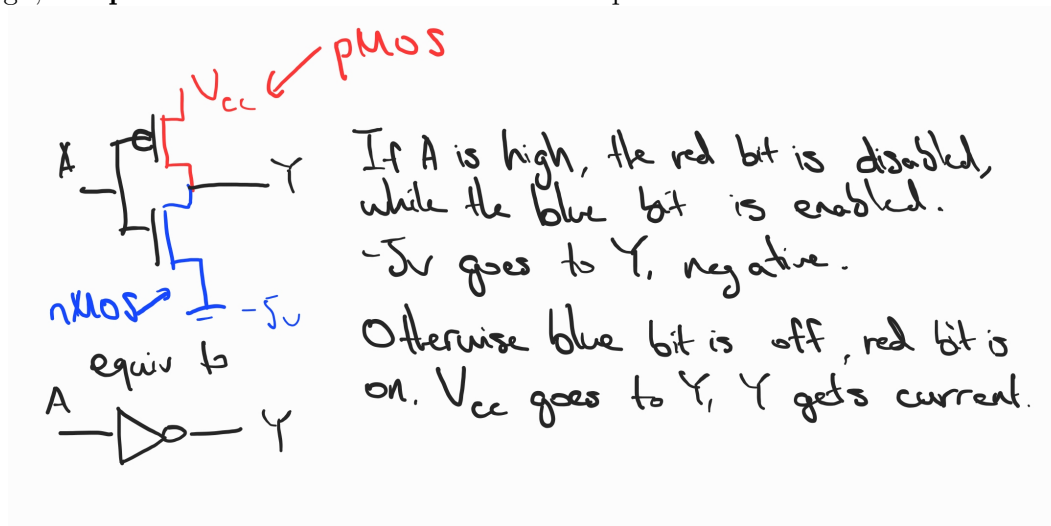 pMOS
Vcc
A
Y
If A is high, the red bit is disabled,
while the blue bit is enabled.
-5v goes to Y, negative.
nMOS
-5v
Otherwise blue bit is off, red bit is
on. Vcc goes to Y, Y gets current.
equiv to
A
Y